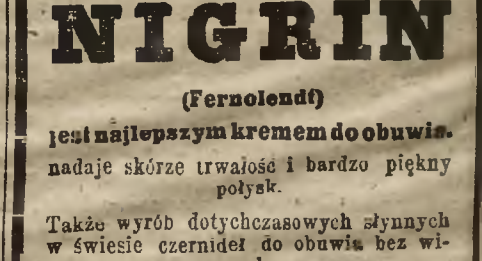 NIGRIN
(Fernolendt)
jest najlepszym kremem do obuwia.
nadaje skórze trwałość i bardzo piękny
połysk.
Także wyrób dotychczasowych słynnych
w świesie czernideł do obuwia bez wi-